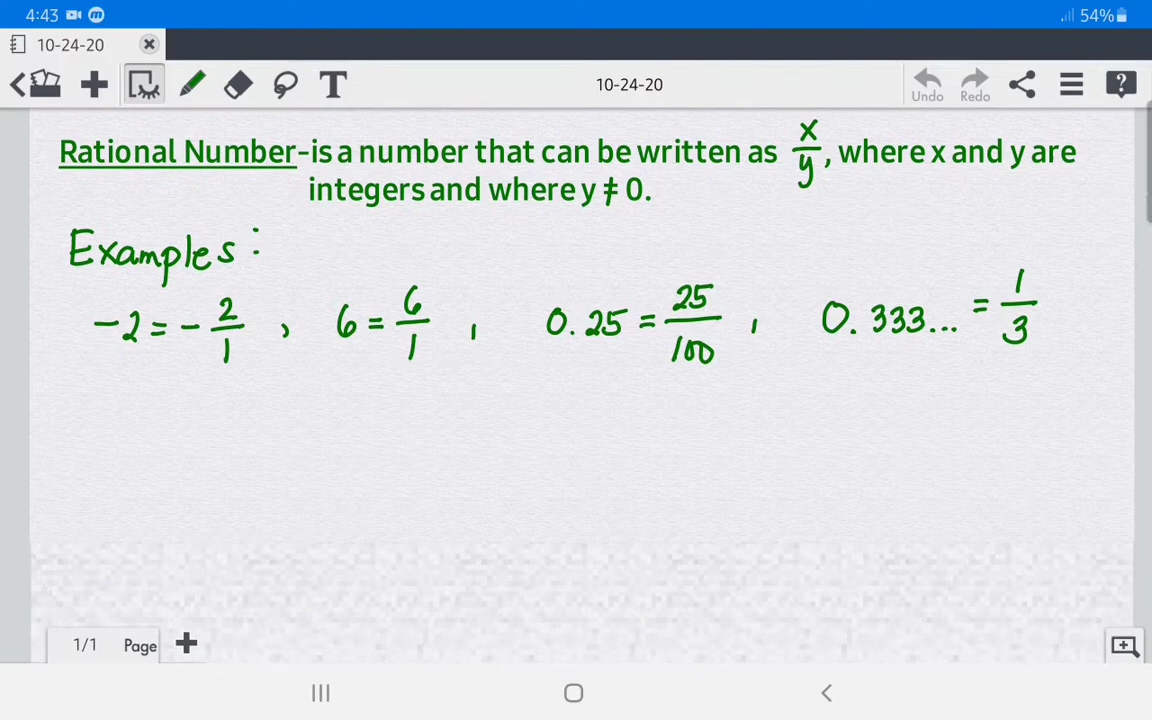 4:43 54%
10-24-20
10-24-20 Undo Redo
Rational Number-is a number that can be written as x/y, where x and y are
integers and where y ≠ 0.
Examples:
-2 = -2/1 , 6 = 6/1 , 0.25 = 25/100 , 0.333... = 1/3
1/1 Page